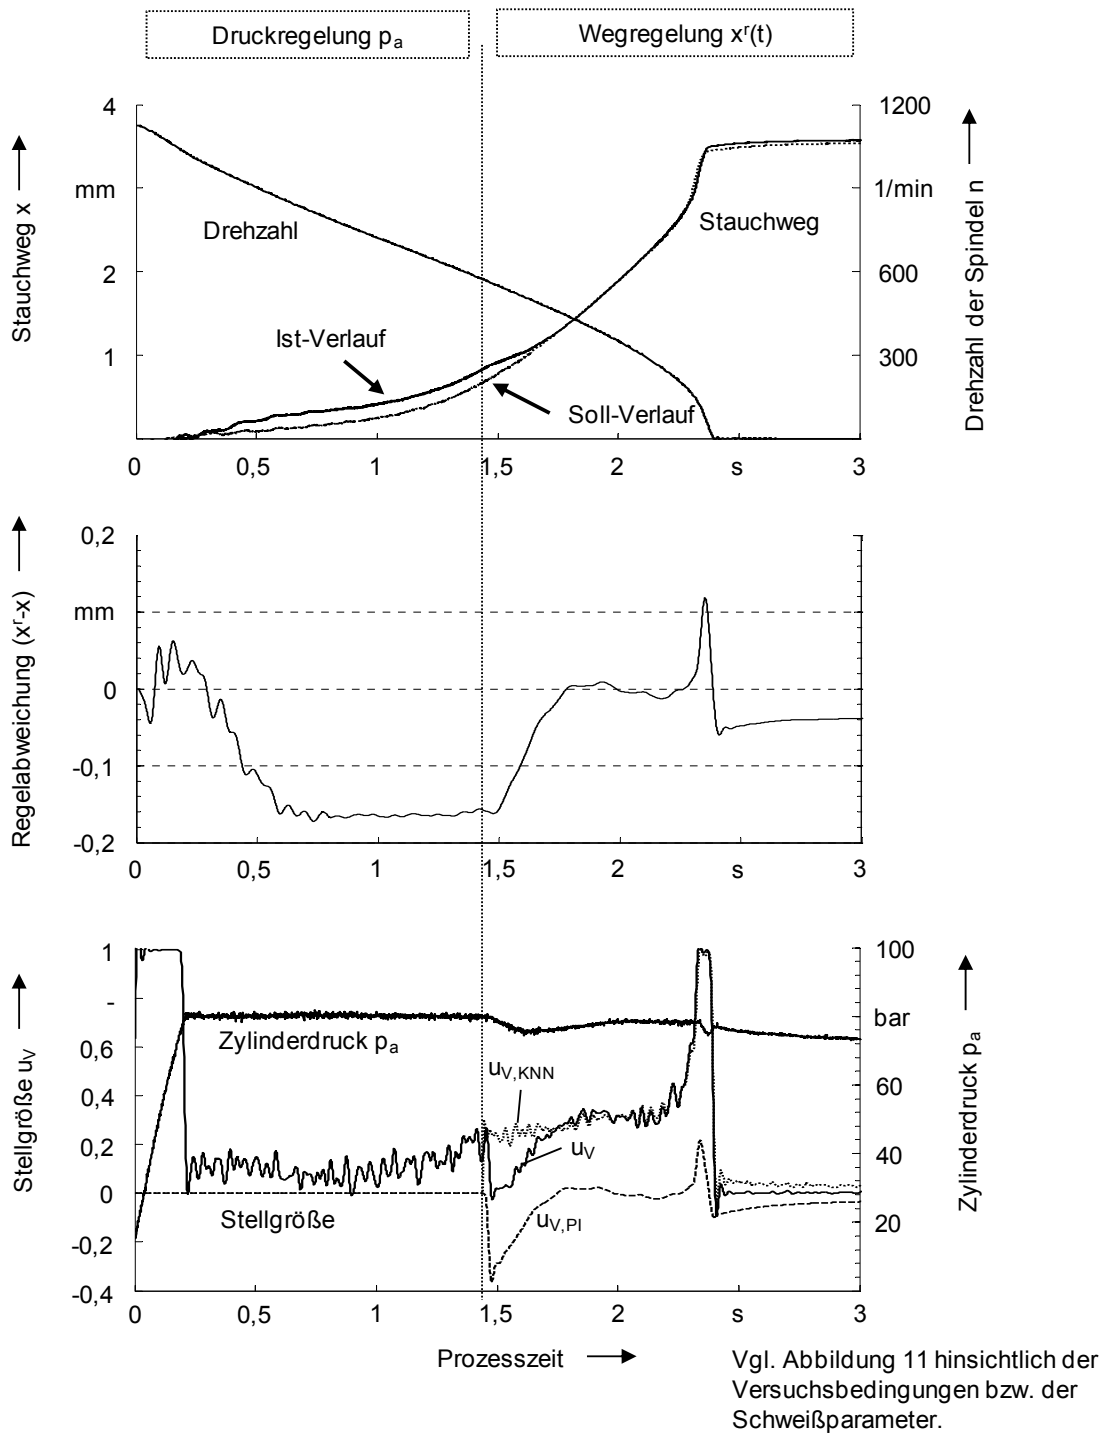 Druckregelung pa
Wegregelung xʳ(t)
4
mm
2
1
Stauchweg x
1200
1/min
600
300
Drehzahl der Spindel n
Drehzahl
Stauchweg
Ist-Verlauf
Soll-Verlauf
0 0,5 1 1,5 2 s 3
0,2
mm
0
-0,1
-0,2
Regelabweichung (xʳ-x)
0 0,5 1 1,5 2 s 3
1
-
0,6
0,4
0,2
0
-0,2
-0,4
Stellgröße uV
100
bar
60
40
20
Zylinderdruck pa
Zylinderdruck pa
uV,KNN
uV
Stellgröße
uV,PI
0 0,5 1 1,5 2 s 3
Prozesszeit
Vgl. Abbildung 11 hinsichtlich der
Versuchsbedingungen bzw. der
Schweißparameter.